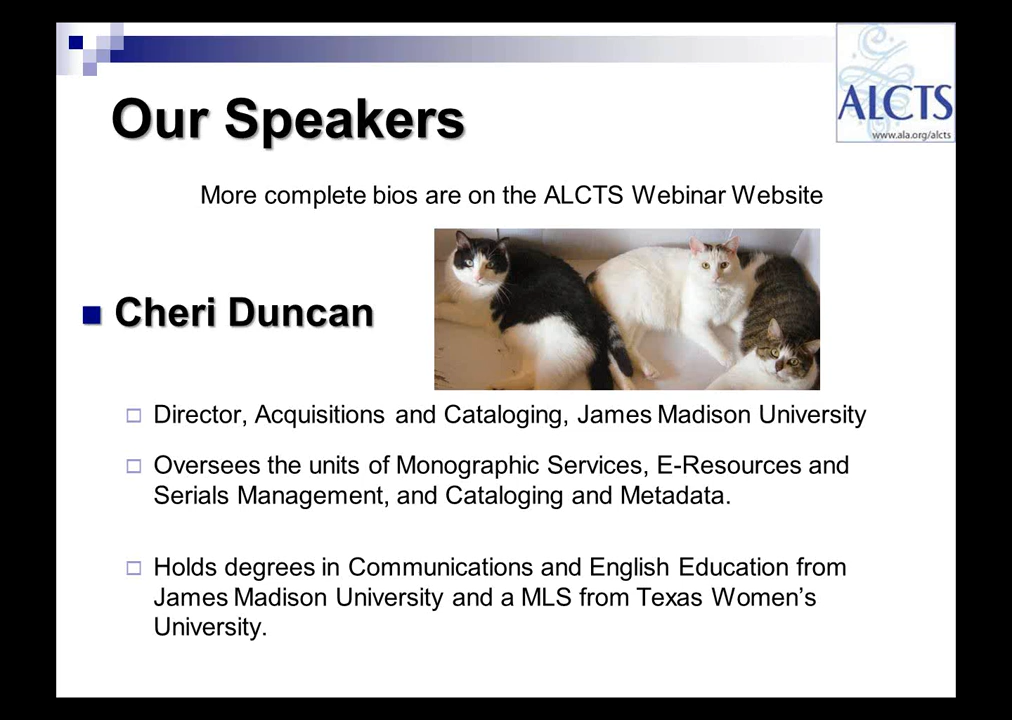 ALCTS
www.ala.org/alcts
Our Speakers
More complete bios are on the ALCTS Webinar Website
Cheri Duncan
Director, Acquisitions and Cataloging, James Madison University
Oversees the units of Monographic Services, E-Resources and
Serials Management, and Cataloging and Metadata.
Holds degrees in Communications and English Education from
James Madison University and a MLS from Texas Women’s
University.